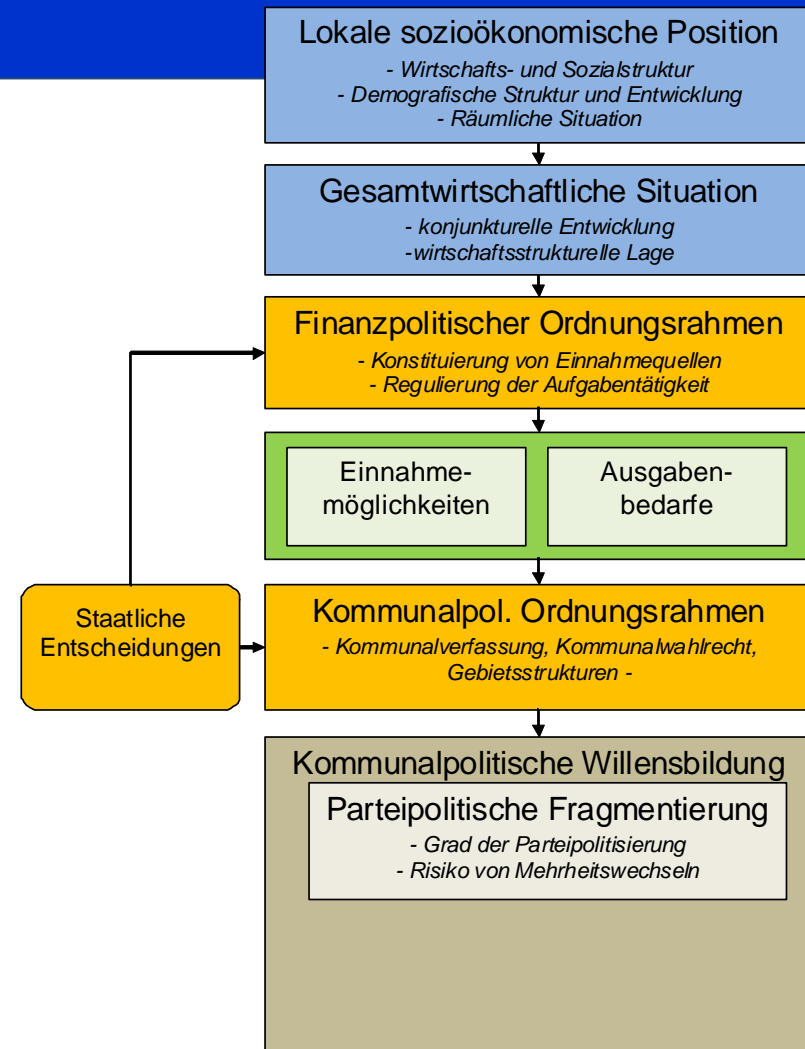 Lokale sozioökonomische Position
- Wirtschafts- und Sozialstruktur
- Demografische Struktur und Entwicklung
- Räumliche Situation
Gesamtwirtschaftliche Situation
- konjunkturelle Entwicklung
-wirtschaftsstrukturelle Lage
Finanzpolitischer Ordnungsrahmen
- Konstituierung von Einnahmequellen
- Regulierung der Aufgabentätigkeit
Einnahme-
möglichkeiten
Ausgaben-
bedarfe
Staatliche
Entscheidungen
Kommunalpol. Ordnungsrahmen
- Kommunalverfassung, Kommunalwahlrecht,
Gebietsstrukturen -
Kommunalpolitische Willensbildung
Parteipolitische Fragmentierung
- Grad der Parteipolitisierung
- Risiko von Mehrheitswechseln